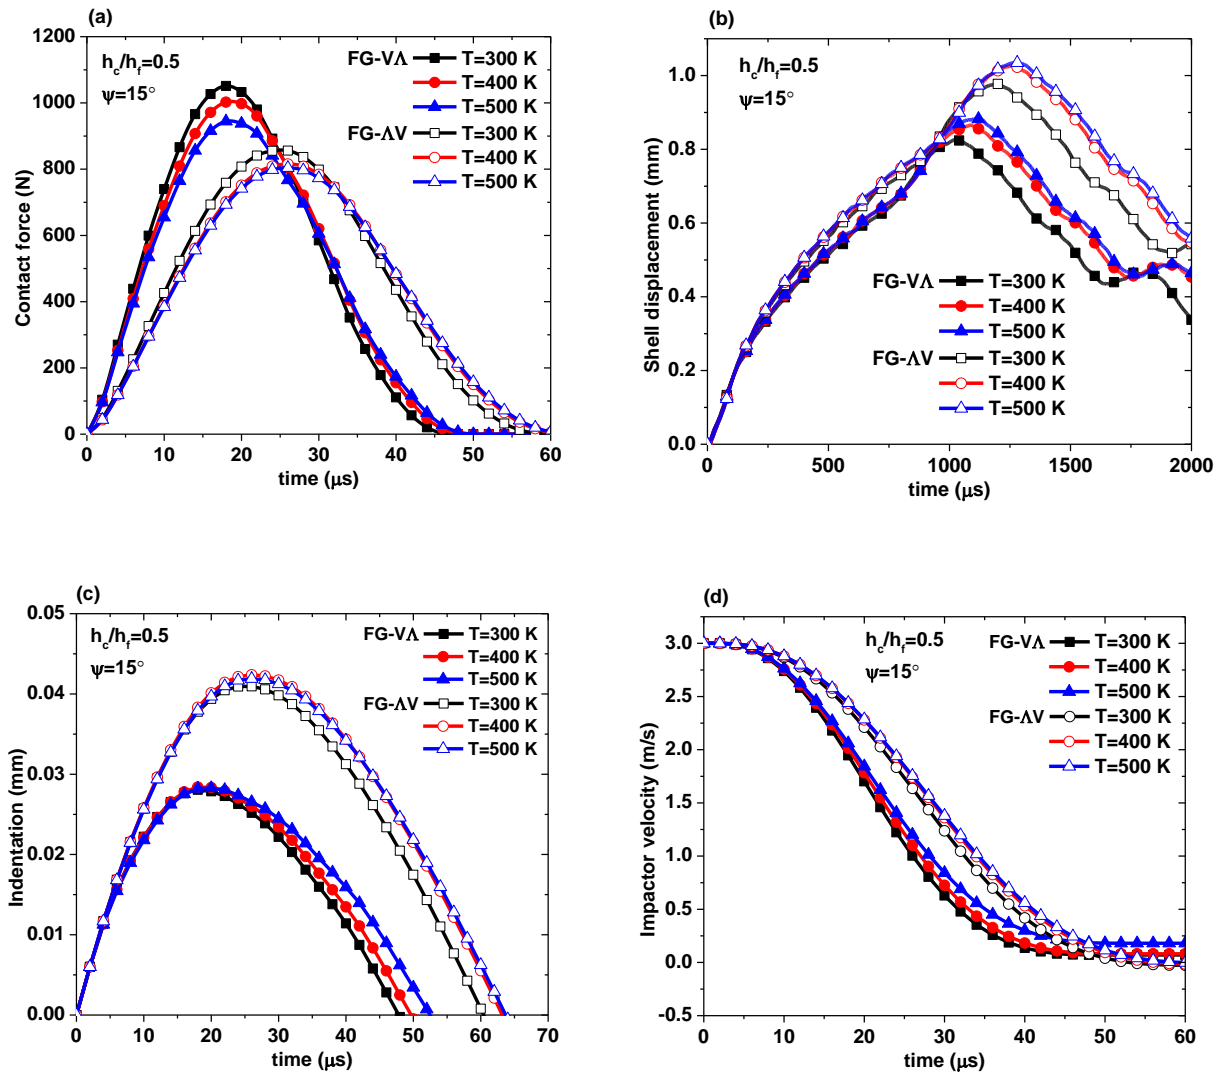 (a)
h_c/h_f=0.5
ψ=15°
FG-VΛ T=300 K
T=400 K
T=500 K
FG-ΛV T=300 K
T=400 K
T=500 K
1200
1000
800
600
400
200
0
Contact force (N)
0 10 20 30 40 50 60
time (μs)
(b)
h_c/h_f=0.5
ψ=15°
1.0
0.8
0.6
0.4
0.2
0.0
Shell displacement (mm)
FG-VΛ T=300 K
T=400 K
T=500 K
FG-ΛV T=300 K
T=400 K
T=500 K
0 500 1000 1500 2000
time (μs)
(c)
h_c/h_f=0.5
ψ=15°
FG-VΛ T=300 K
T=400 K
T=500 K
FG-ΛV T=300 K
T=400 K
T=500 K
0.05
0.04
0.03
0.02
0.01
0.00
Indentation (mm)
0 10 20 30 40 50 60 70
time (μs)
(d)
h_c/h_f=0.5
ψ=15°
FG-VΛ T=300 K
T=400 K
T=500 K
FG-ΛV T=300 K
T=400 K
T=500 K
3.0
2.5
2.0
1.5
1.0
0.5
0.0
-0.5
Impactor velocity (m/s)
0 10 20 30 40 50 60
time (μs)